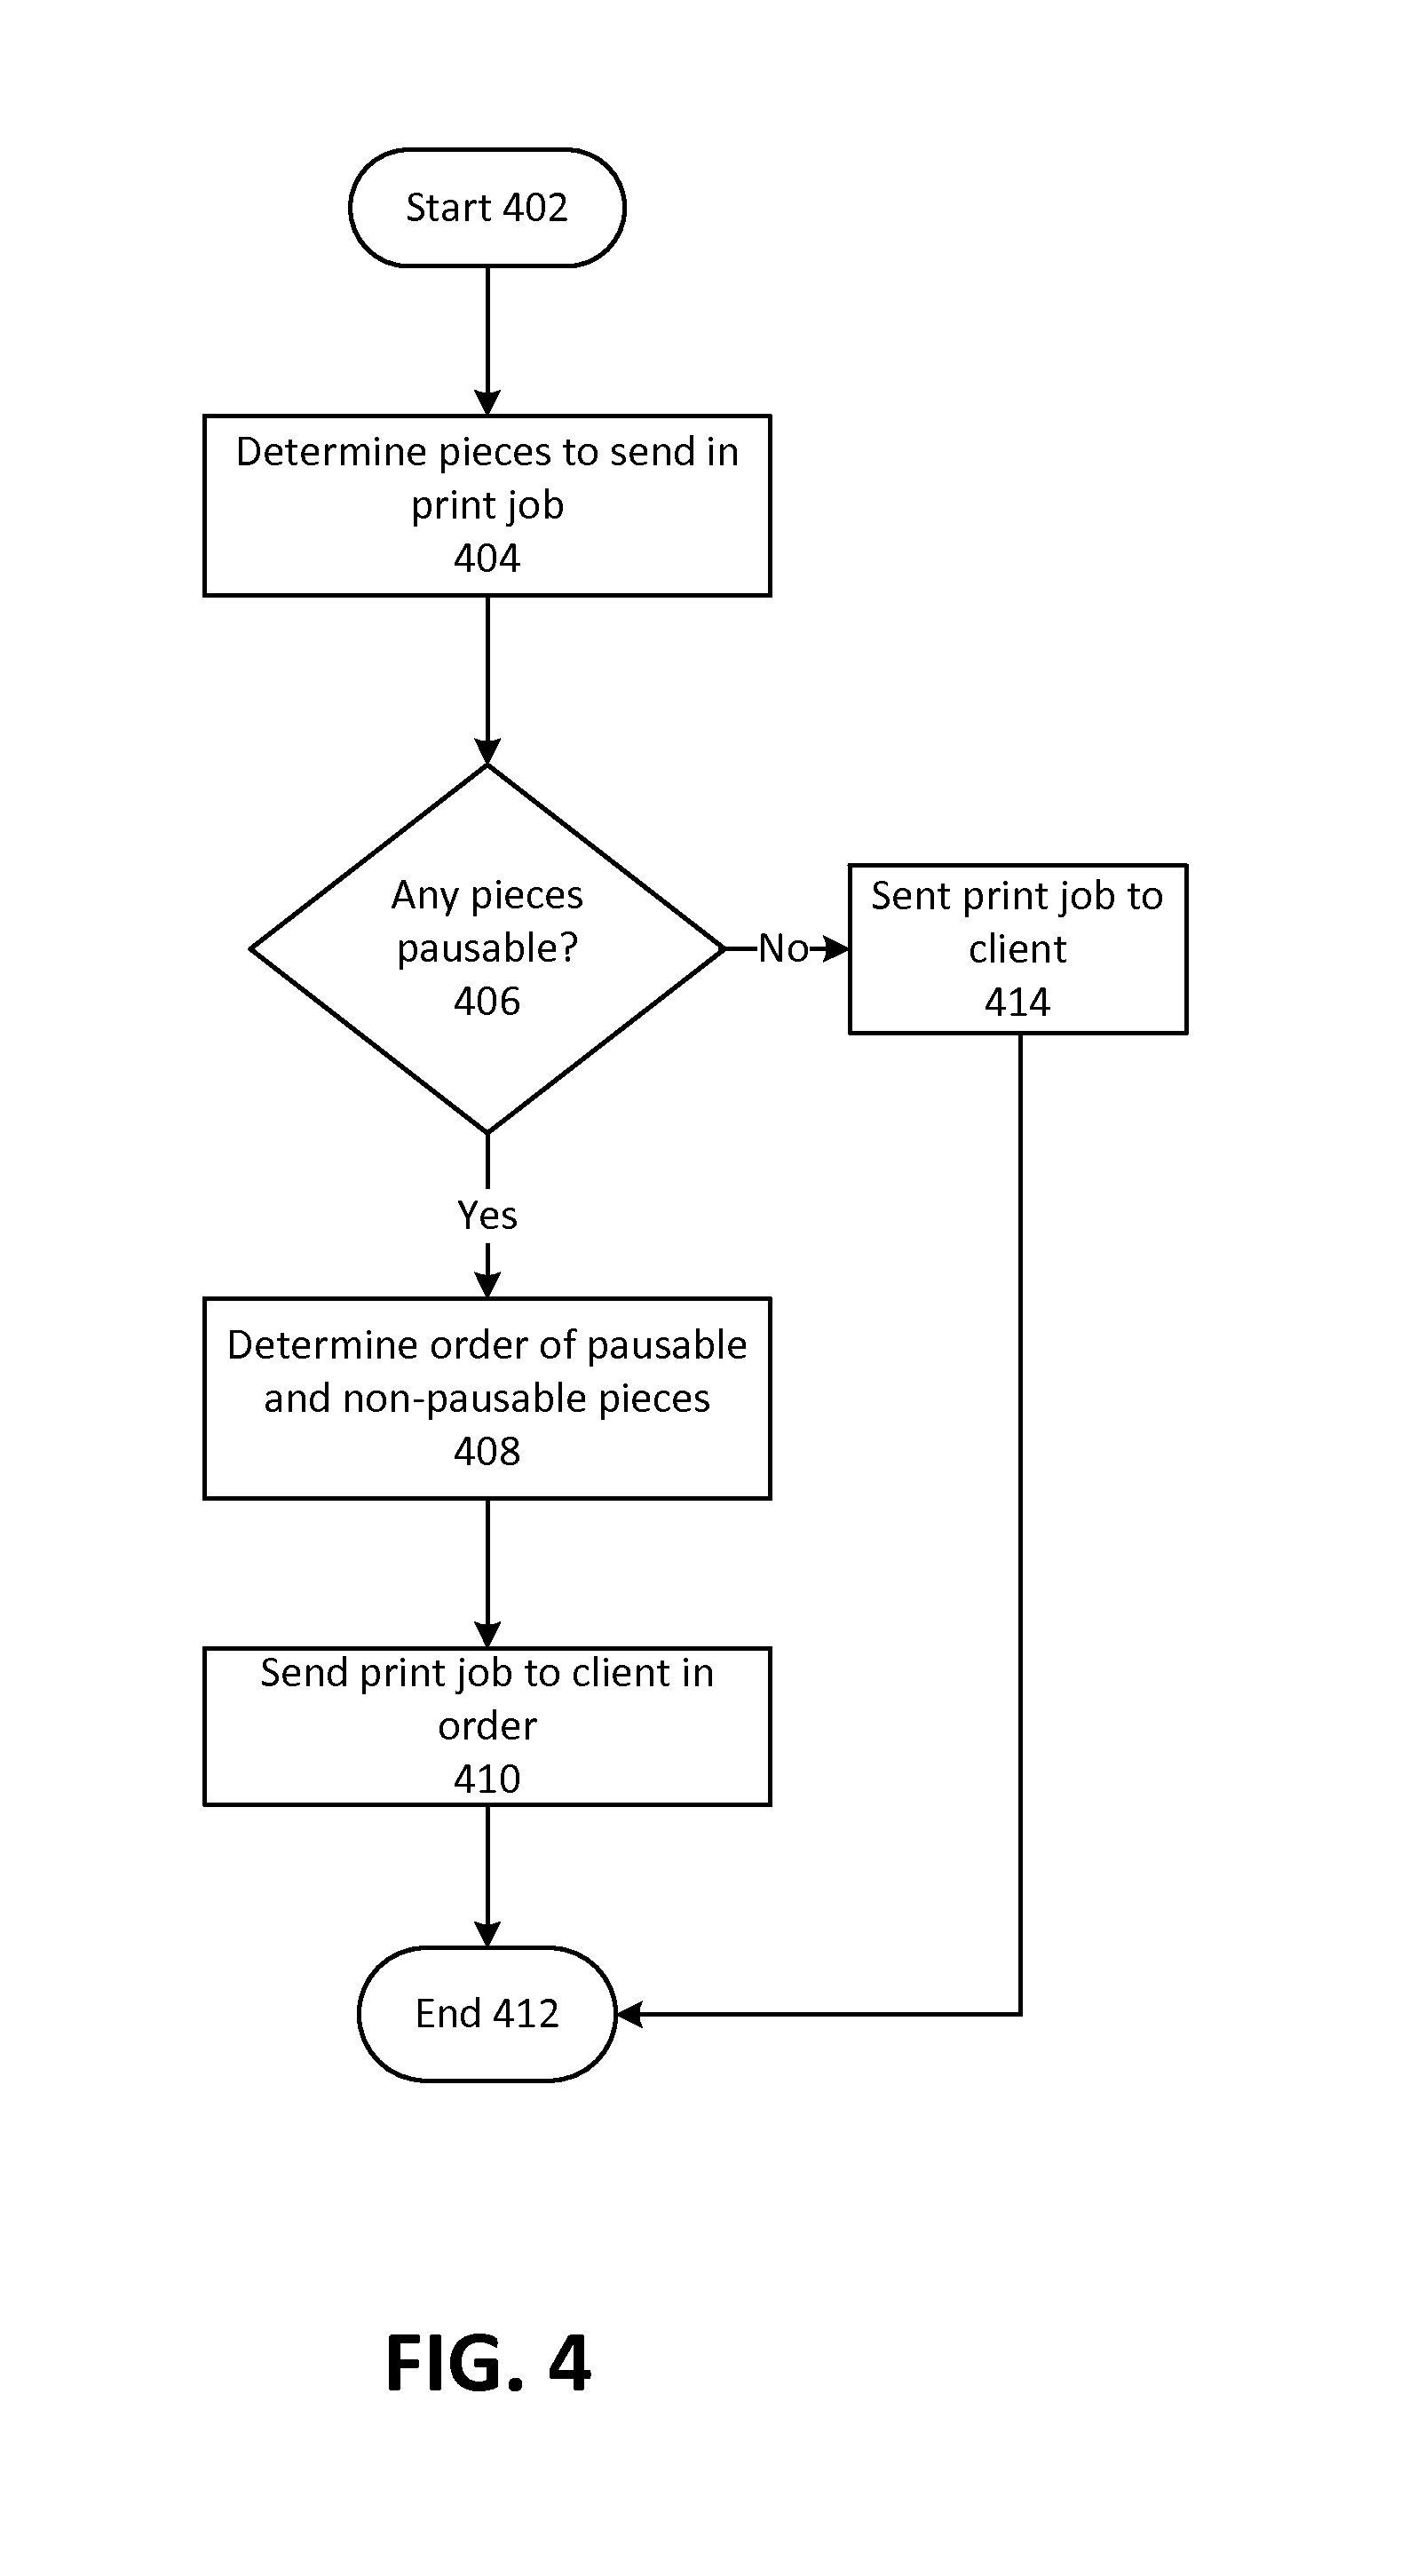 Start 402
Determine pieces to send in
print job
404
Any pieces
pausable?
406
No
Sent print job to
client
414
Yes
Determine order of pausable
and non-pausable pieces
408
Send print job to client in
order
410
End 412
FIG. 4